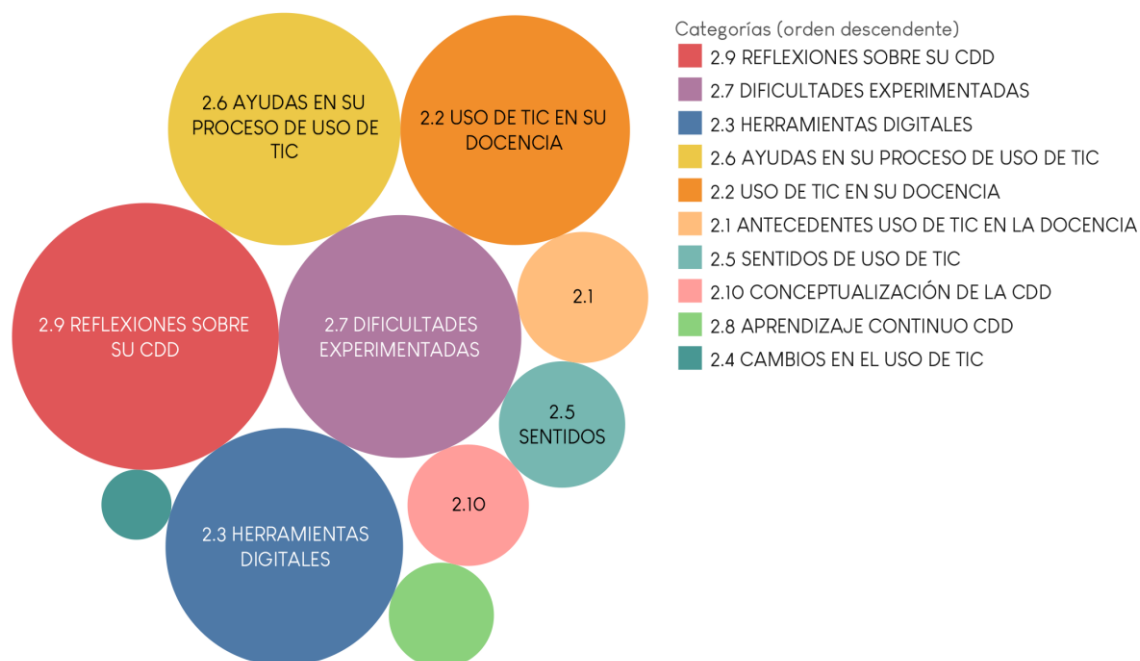 2.6 AYUDAS EN SU
PROCESO DE USO DE
TIC
2.2 USO DE TIC EN SU
DOCENCIA
2.1
2.9 REFLEXIONES SOBRE
SU CDD
2.7 DIFICULTADES
EXPERIMENTADAS
2.5
SENTIDOS
2.10
2.3 HERRAMIENTAS
DIGITALES
Categorías (orden descendente)
2.9 REFLEXIONES SOBRE SU CDD
2.7 DIFICULTADES EXPERIMENTADAS
2.3 HERRAMIENTAS DIGITALES
2.6 AYUDAS EN SU PROCESO DE USO DE TIC
2.2 USO DE TIC EN SU DOCENCIA
2.1 ANTECEDENTES USO DE TIC EN LA DOCENCIA
2.5 SENTIDOS DE USO DE TIC
2.10 CONCEPTUALIZACIÓN DE LA CDD
2.8 APRENDIZAJE CONTINUO CDD
2.4 CAMBIOS EN EL USO DE TIC